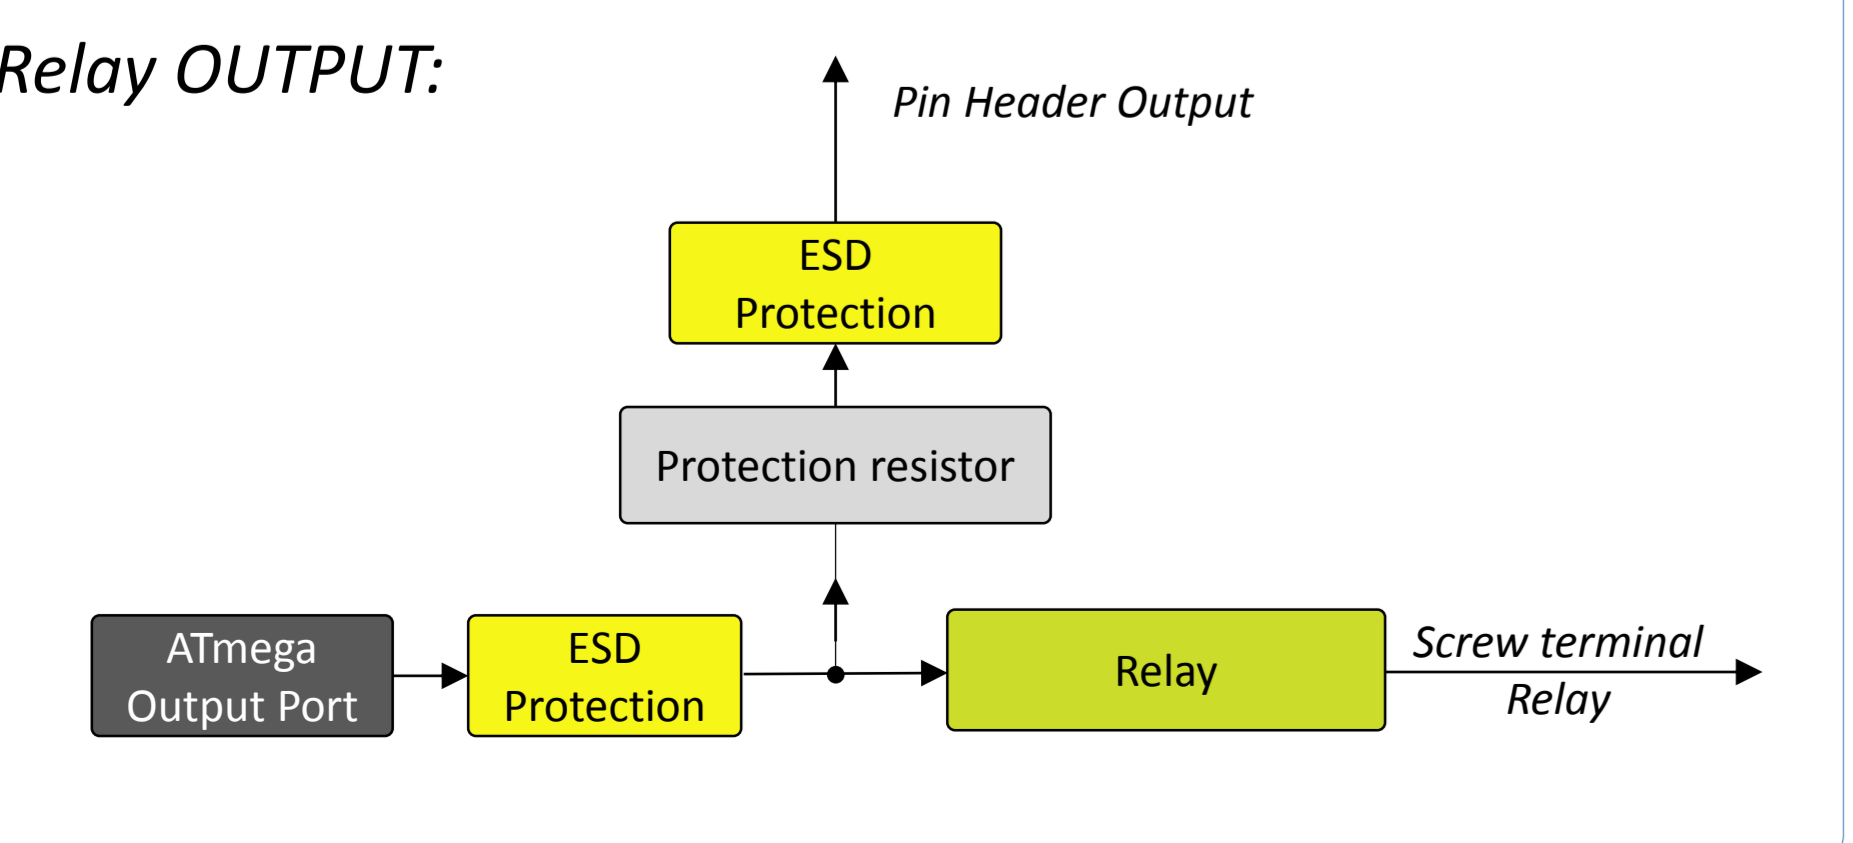 Relay OUTPUT:
Pin Header Output
ESD
Protection
Protection resistor
ATmega
Output Port
ESD
Protection
Relay
Screw terminal
Relay